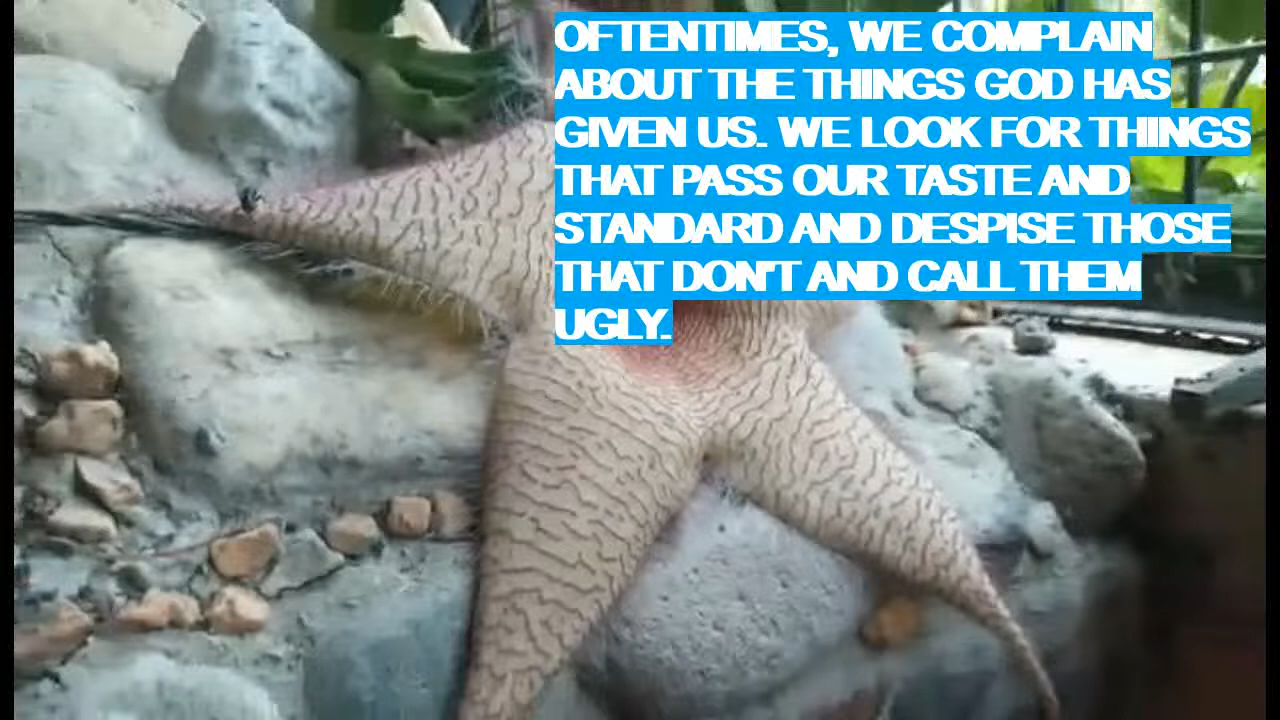 OFTENTIMES, WE COMPLAIN
ABOUT THE THINGS GOD HAS
GIVEN US. WE LOOK FOR THINGS
THAT PASS OUR TASTE AND
STANDARD AND DESPISE THOSE
THAT DON'T AND CALL THEM
UGLY.